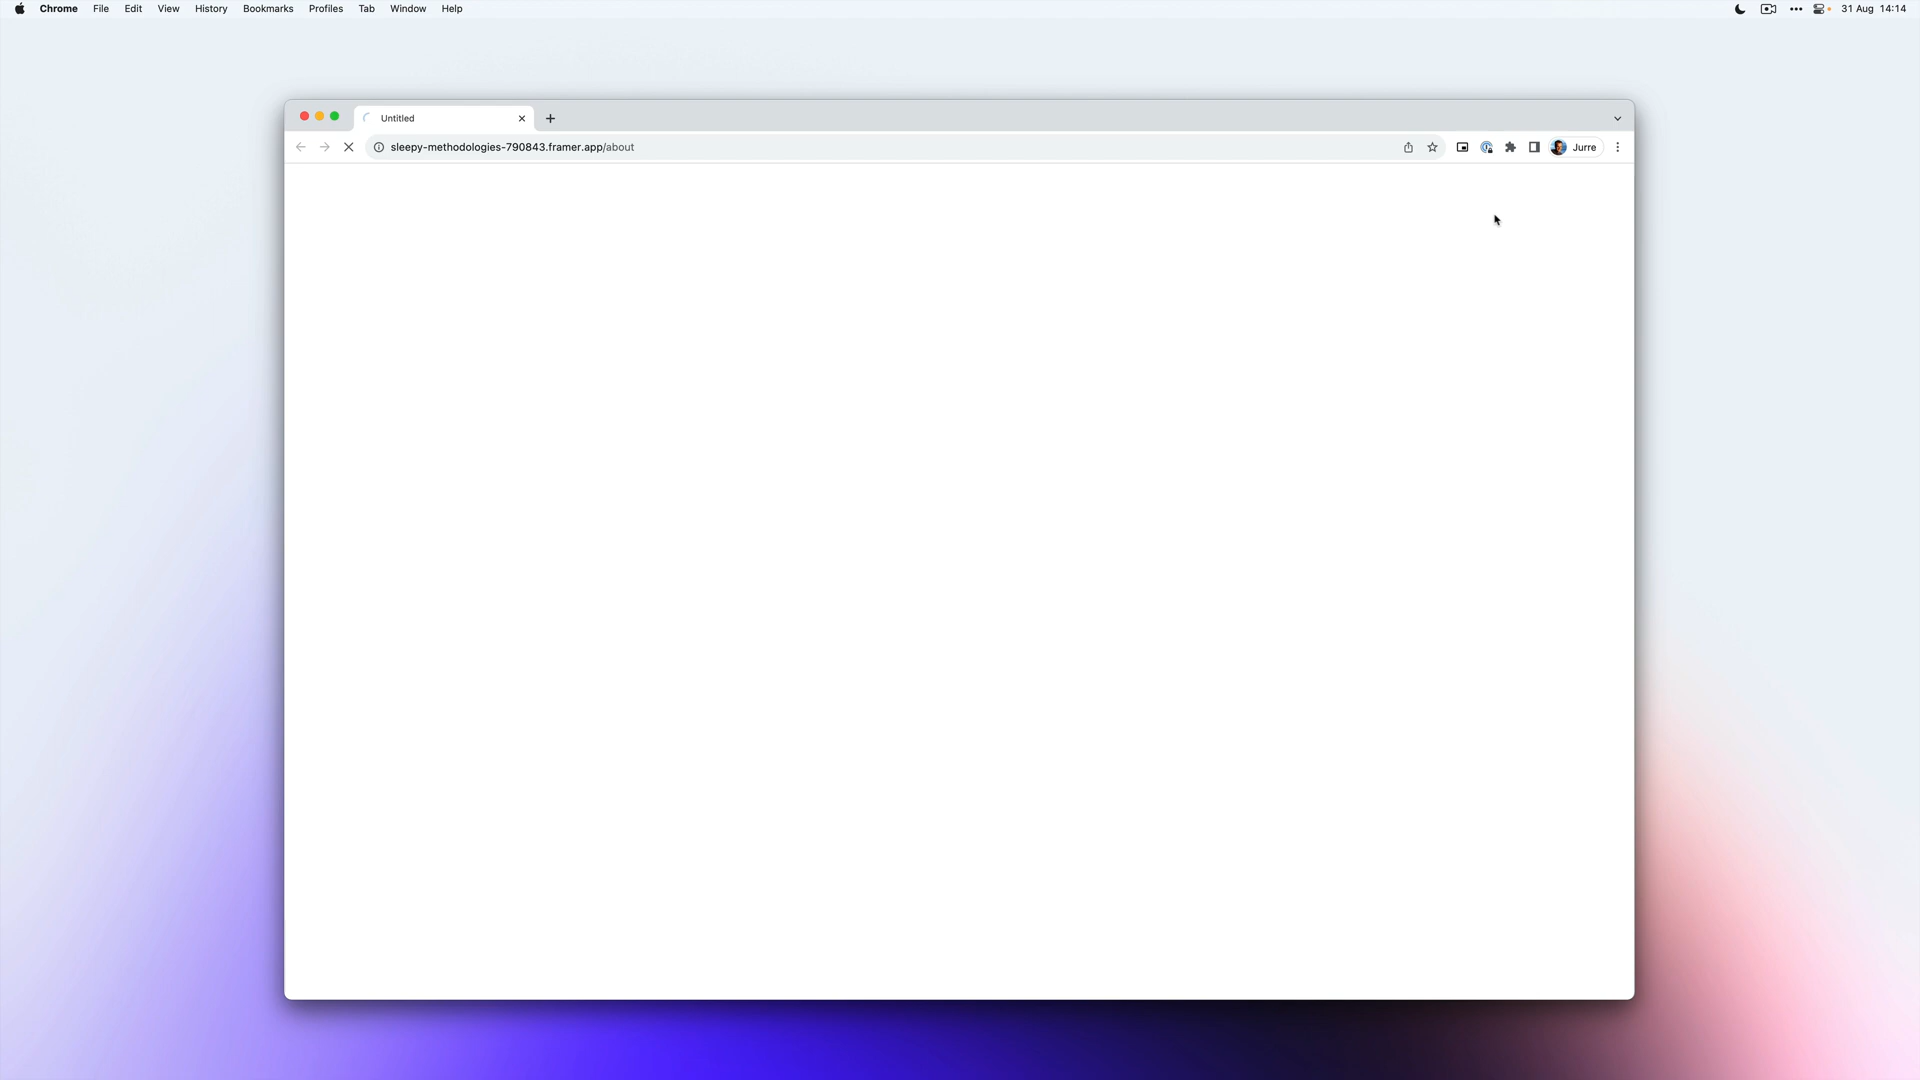 Chrome File Edit View History Bookmarks Profiles Tab Window Help 31 Aug 14:14
Untitled
sleepy-methodologies-790843.framer.app/about Jurre